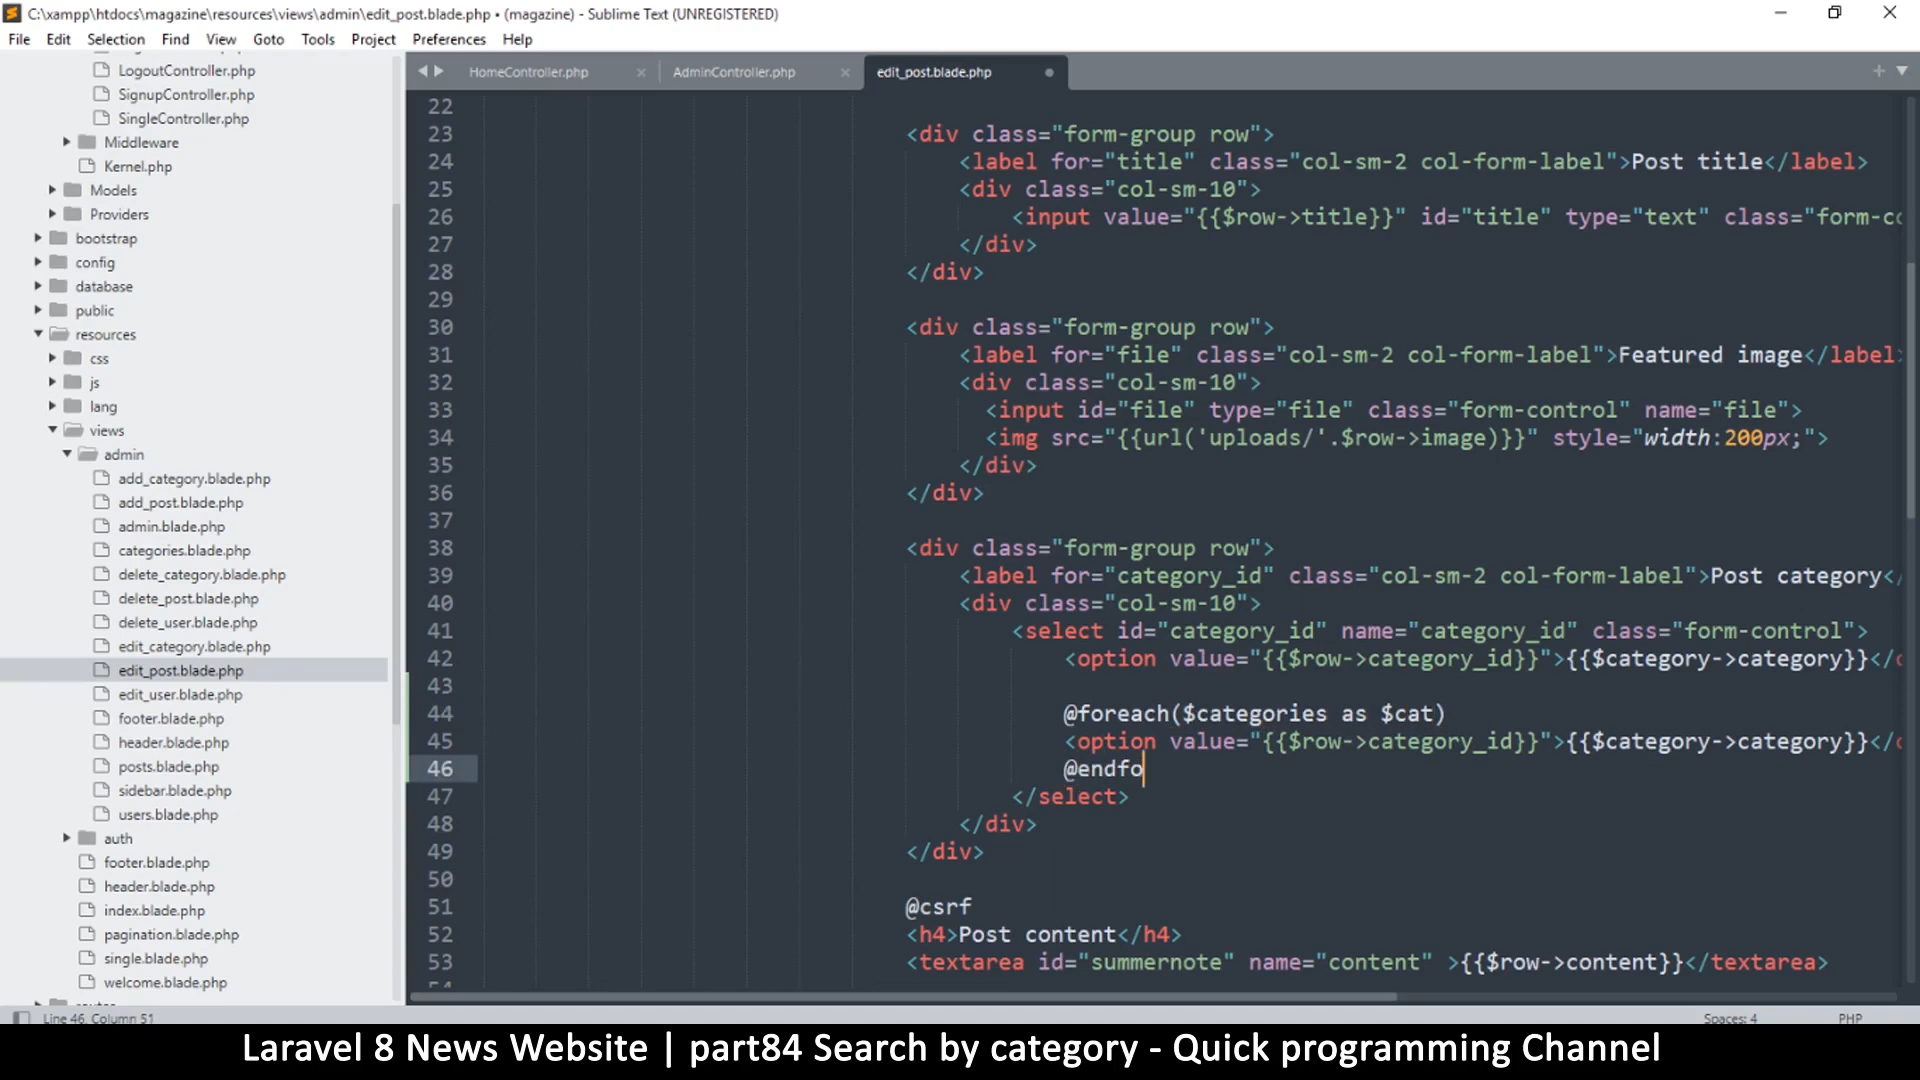 C:\xampp\htdocs\magazine\resources\views\admin\edit_post.blade.php • (magazine) - Sublime Text (UNREGISTERED)
File Edit Selection Find View Goto Tools Project Preferences Help
LogoutController.php
SignupController.php
SingleController.php
Middleware
Kernel.php
Models
Providers
bootstrap
config
database
public
resources
css
js
lang
views
admin
add_category.blade.php
add_post.blade.php
admin.blade.php
categories.blade.php
delete_category.blade.php
delete_post.blade.php
delete_user.blade.php
edit_category.blade.php
edit_post.blade.php
edit_user.blade.php
footer.blade.php
header.blade.php
posts.blade.php
sidebar.blade.php
users.blade.php
auth
footer.blade.php
header.blade.php
index.blade.php
pagination.blade.php
single.blade.php
welcome.blade.php
HomeController.php AdminController.php edit_post.blade.php
22
23 <div class="form-group row">
24 <label for="title" class="col-sm-2 col-form-label">Post title</label>
25 <div class="col-sm-10">
26 <input value="{{$row->title}}" id="title" type="text" class="form-co
27 </div>
28 </div>
29
30 <div class="form-group row">
31 <label for="file" class="col-sm-2 col-form-label">Featured image</label>
32 <div class="col-sm-10">
33 <input id="file" type="file" class="form-control" name="file">
34 <img src="{{url('uploads/'.$row->image)}}" style="width:200px;">
35 </div>
36 </div>
37
38 <div class="form-group row">
39 <label for="category_id" class="col-sm-2 col-form-label">Post category</
40 <div class="col-sm-10">
41 <select id="category_id" name="category_id" class="form-control">
42 <option value="{{$row->category_id}}">{{$category->category}}</o
43
44 @foreach($categories as $cat)
45 <option value="{{$row->category_id}}">{{$category->category}}</o
46 @endfo
47 </select>
48 </div>
49 </div>
50
51 @csrf
52 <h4>Post content</h4>
53 <textarea id="summernote" name="content" >{{$row->content}}</textarea>
Line 46, Column 51 Spaces: 4 PHP
Laravel 8 News Website | part84 Search by category - Quick programming Channel